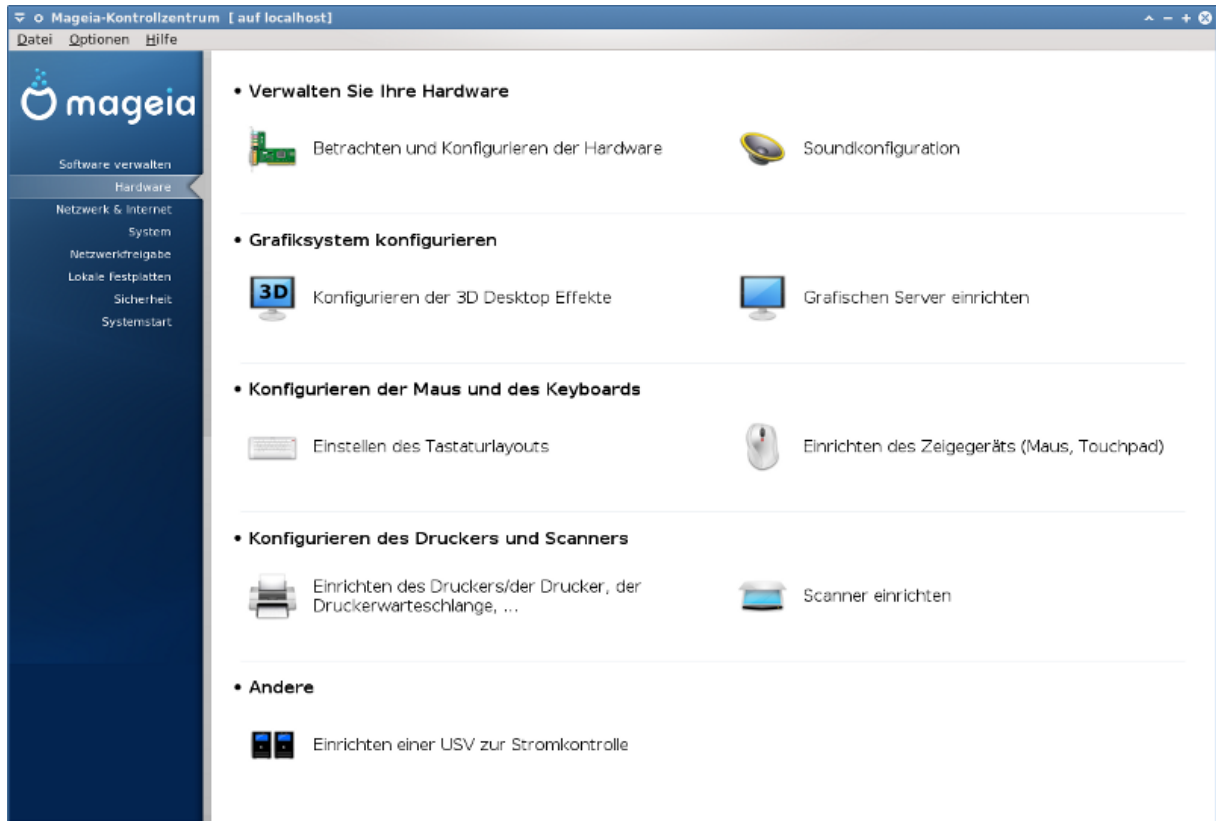 Mageia-Kontrollzentrum [ auf localhost]
Datei Optionen Hilfe
mageia
Software verwalten
Hardware
Netzwerk & Internet
System
Netzwerkfreigabe
Lokale Festplatten
Sicherheit
Systemstart
• Verwalten Sie Ihre Hardware
Betrachten und Konfigurieren der Hardware
Soundkonfiguration
• Grafiksystem konfigurieren
3D
Konfigurieren der 3D Desktop Effekte
Grafischen Server einrichten
• Konfigurieren der Maus und des Keyboards
Einstellen des Tastaturlayouts
Einrichten des Zeigegeräts (Maus, Touchpad)
• Konfigurieren des Druckers und Scanners
Einrichten des Druckers/der Drucker, der
Druckerwarteschlange, ...
Scanner einrichten
• Andere
Einrichten einer USV zur Stromkontrolle